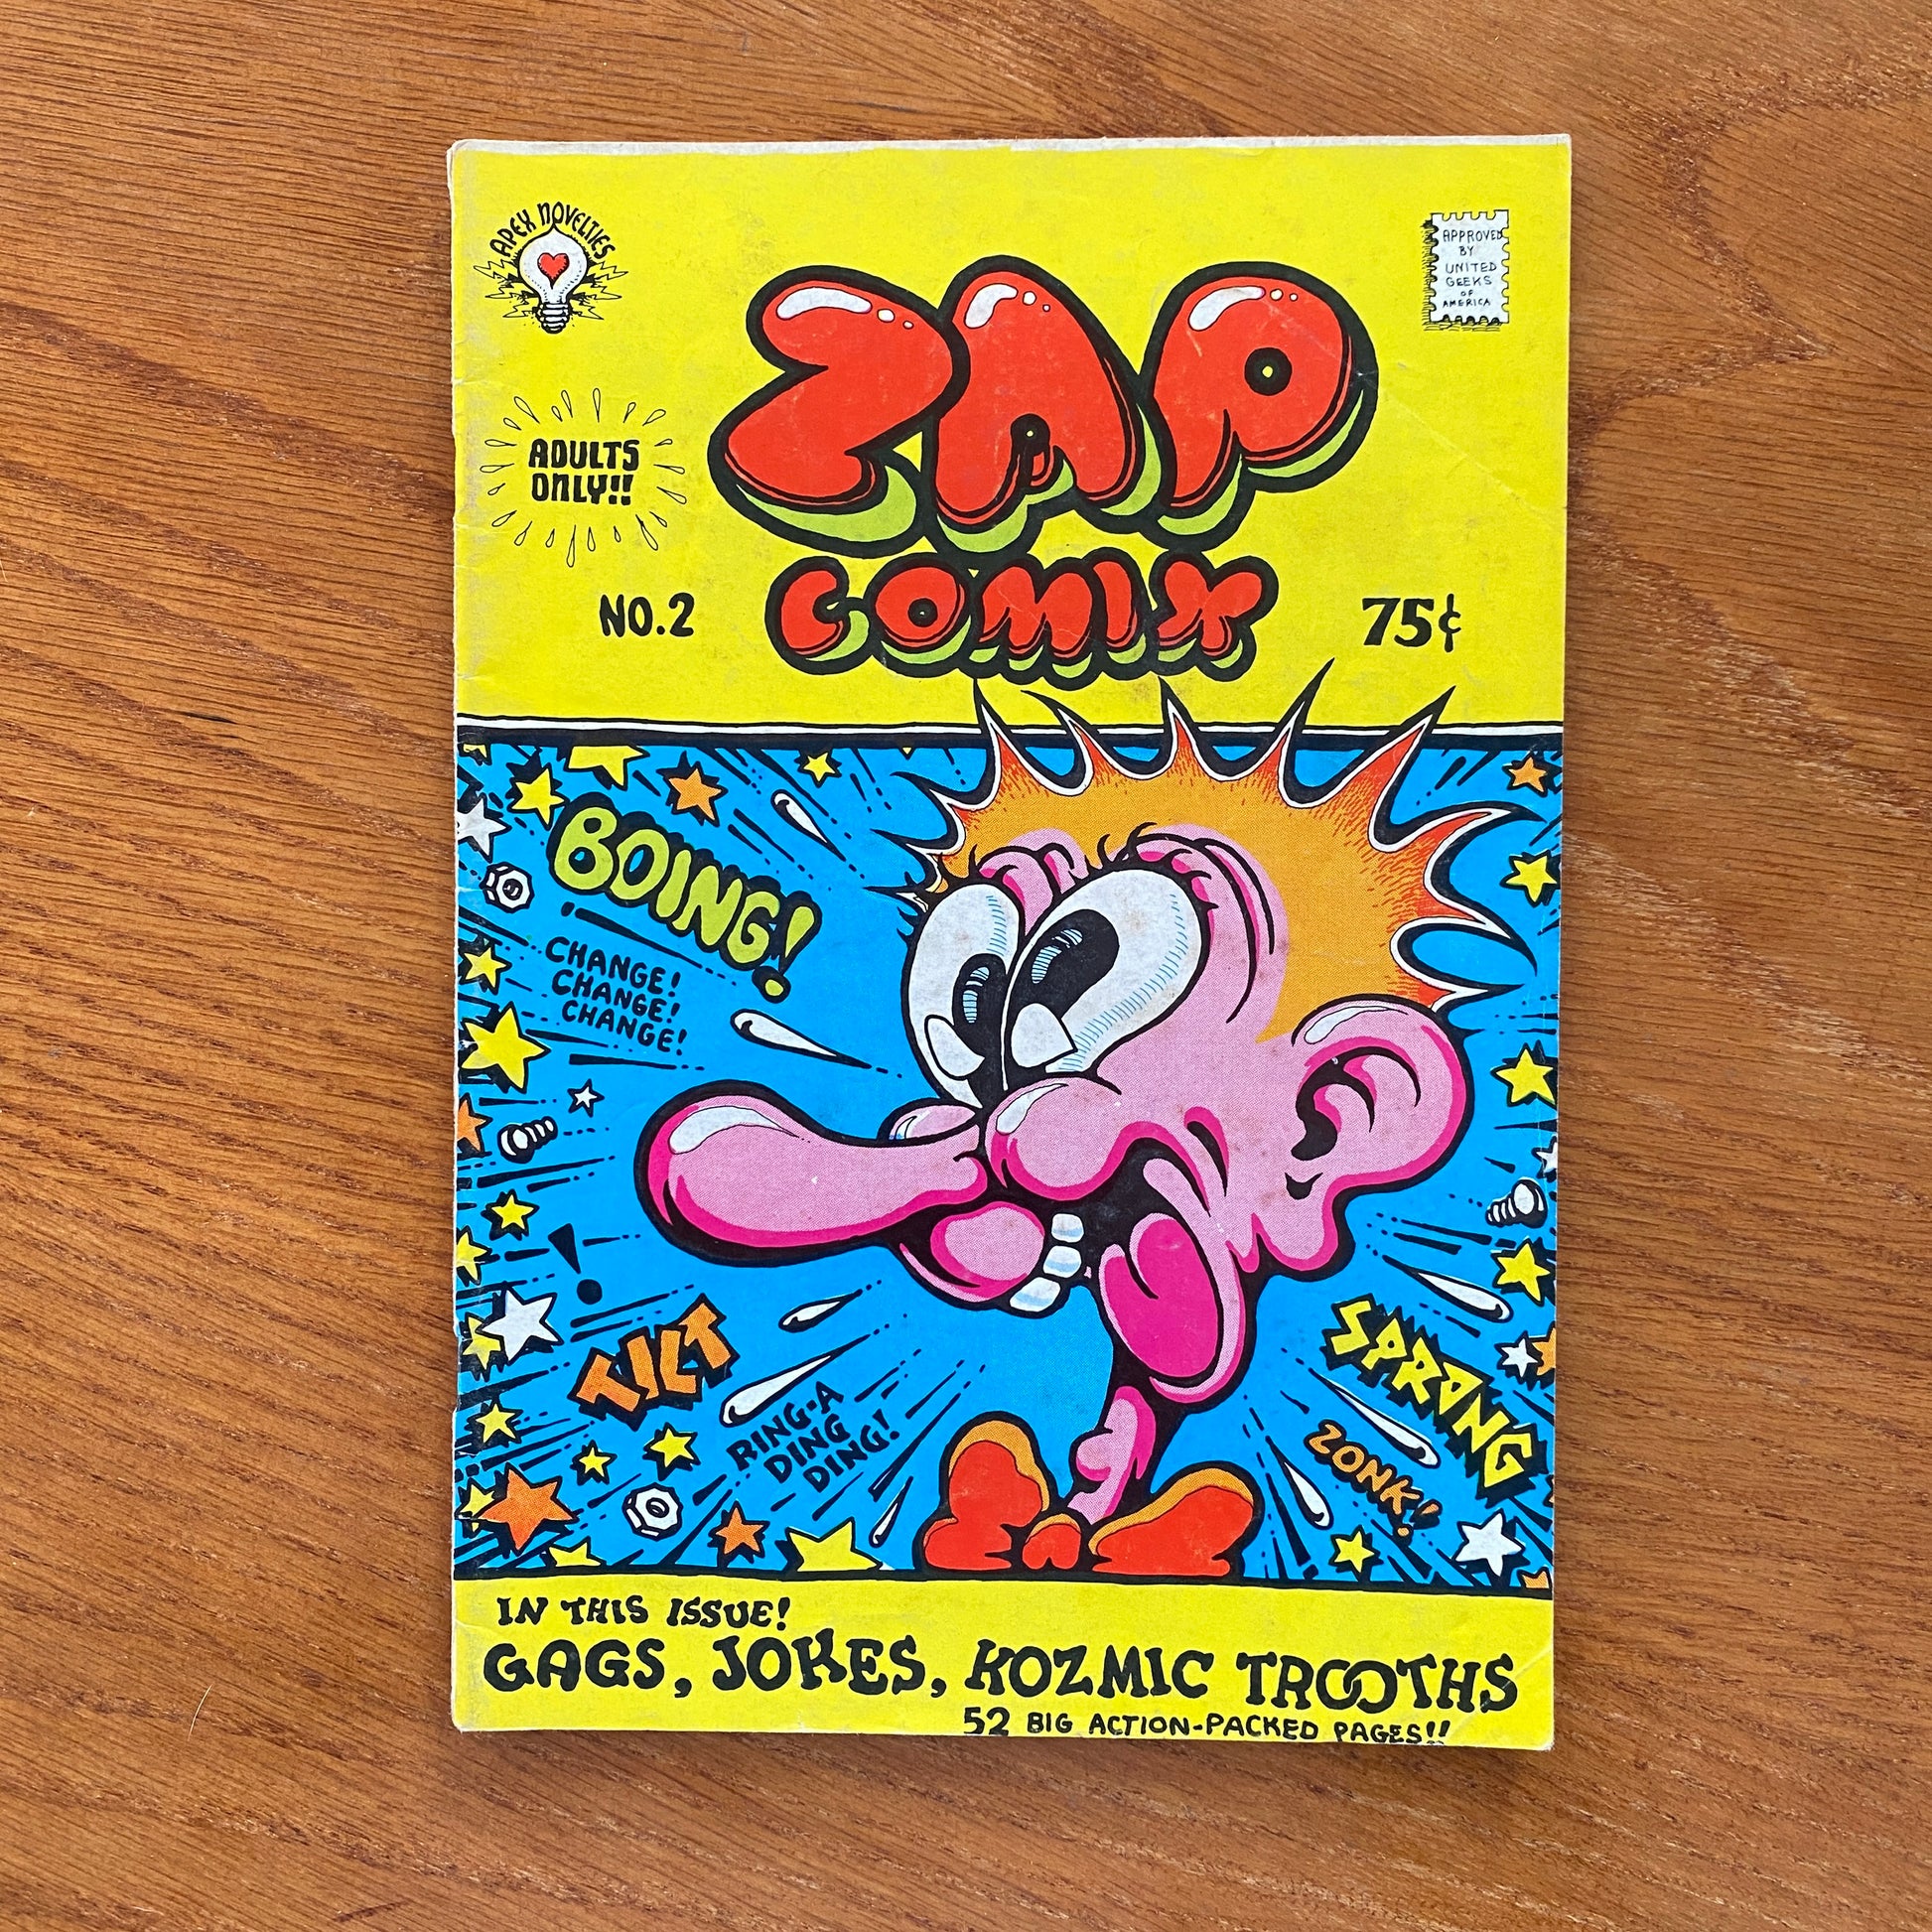 APEX NOVELTIES
APPROVED
BY
UNITED
GEEKS
OF
AMERICA
ZAP
ADULTS
ONLY!!
COMIX
NO.2
75¢
BOING!
CHANGE!
CHANGE!
CHANGE!
!
TILT
RING-A
DING
DING!
SPRONG
ZONK!
IN THIS ISSUE!
GAGS, JOKES, KOZMIC TROOTHS
52 BIG ACTION-PACKED PAGES!!